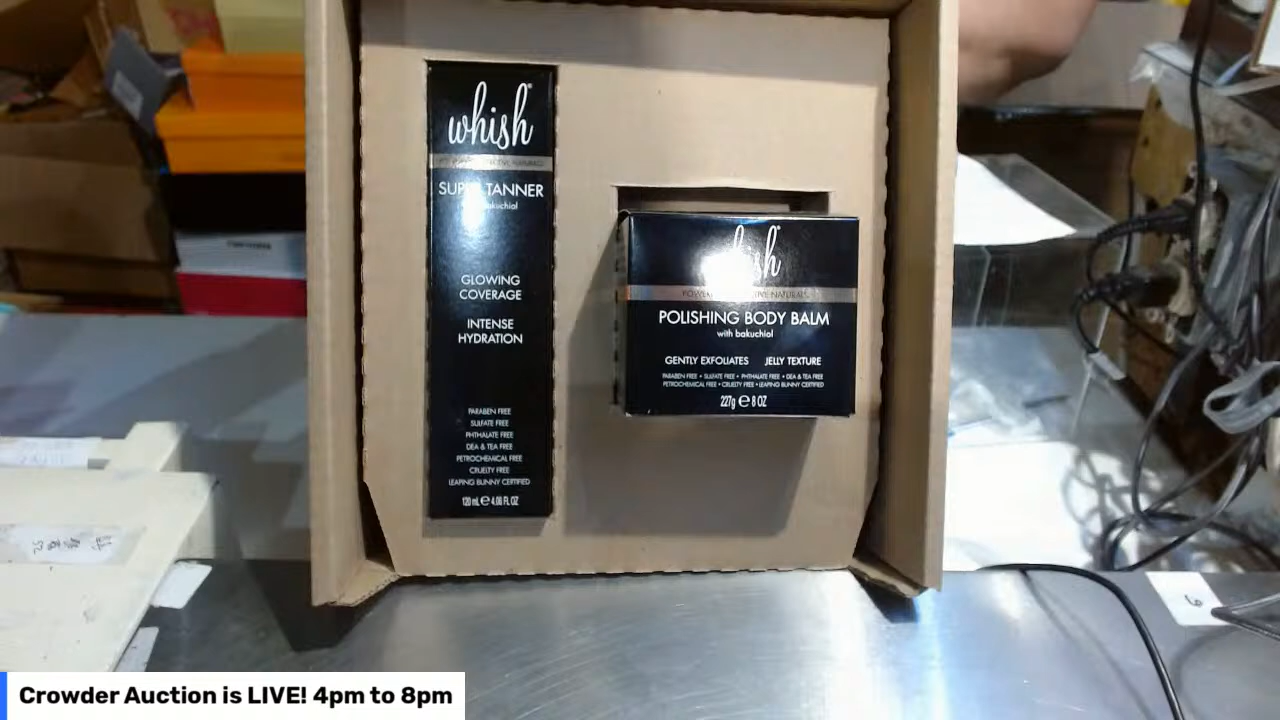 whish
SUPER TANNER
GLOWING
COVERAGE
INTENSE
HYDRATION
PARABEN FREE
SULFATE FREE
PHTHALATE FREE
DEA & TEA FREE
PETROCHEMICAL FREE
CRUELTY FREE
LEAPING BUNNY CERTIFIED
120 mL ℮ 4.06 FL OZ
whish
NATURALS
POLISHING BODY BALM
with bakuchiol
GENTLY EXFOLIATES JELLY TEXTURE
PARABEN FREE • SULFATE FREE • PHTHALATE FREE • DEA & TEA FREE
PETROCHEMICAL FREE • CRUELTY FREE • LEAPING BUNNY CERTIFIED
227g ℮ 8 OZ
6
Crowder Auction is LIVE! 4pm to 8pm